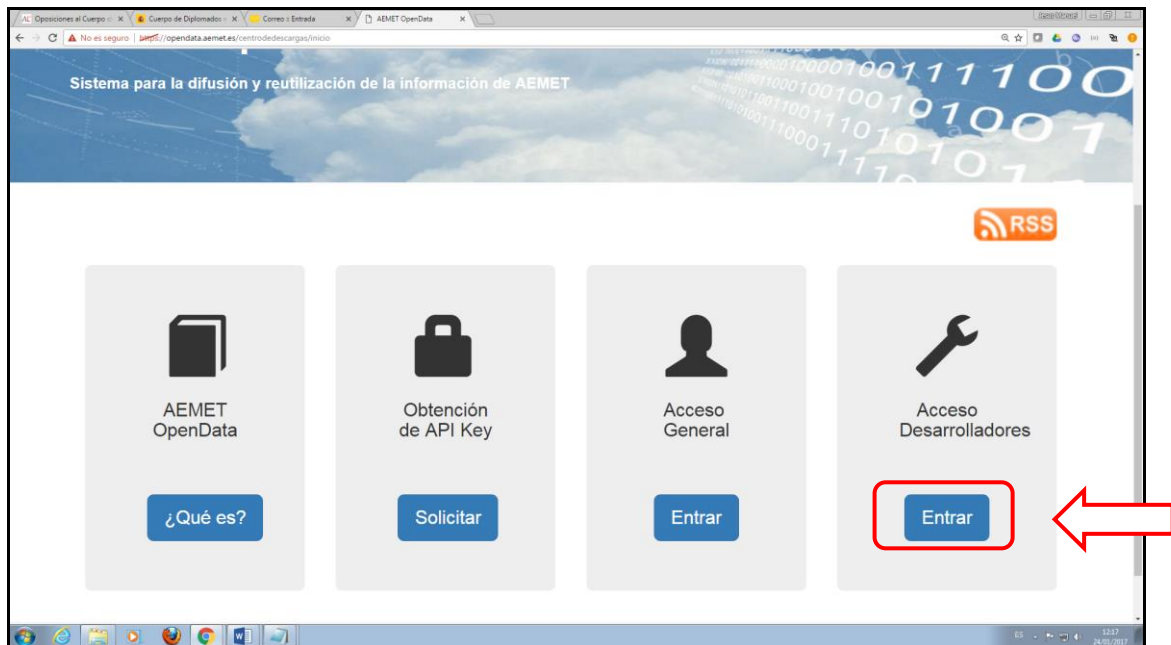 Oposiciones al Cuerpo
Cuerpo de Diplomados
Correo :: Entrada
AEMET OpenData
No es seguro | https://opendata.aemet.es/centrodedescargas/inicio
Sistema para la difusión y reutilización de la información de AEMET
RSS
AEMET
OpenData
¿Qué es?
Obtención
de API Key
Solicitar
Acceso
General
Entrar
Acceso
Desarrolladores
Entrar
ES
12:17
24/01/2017